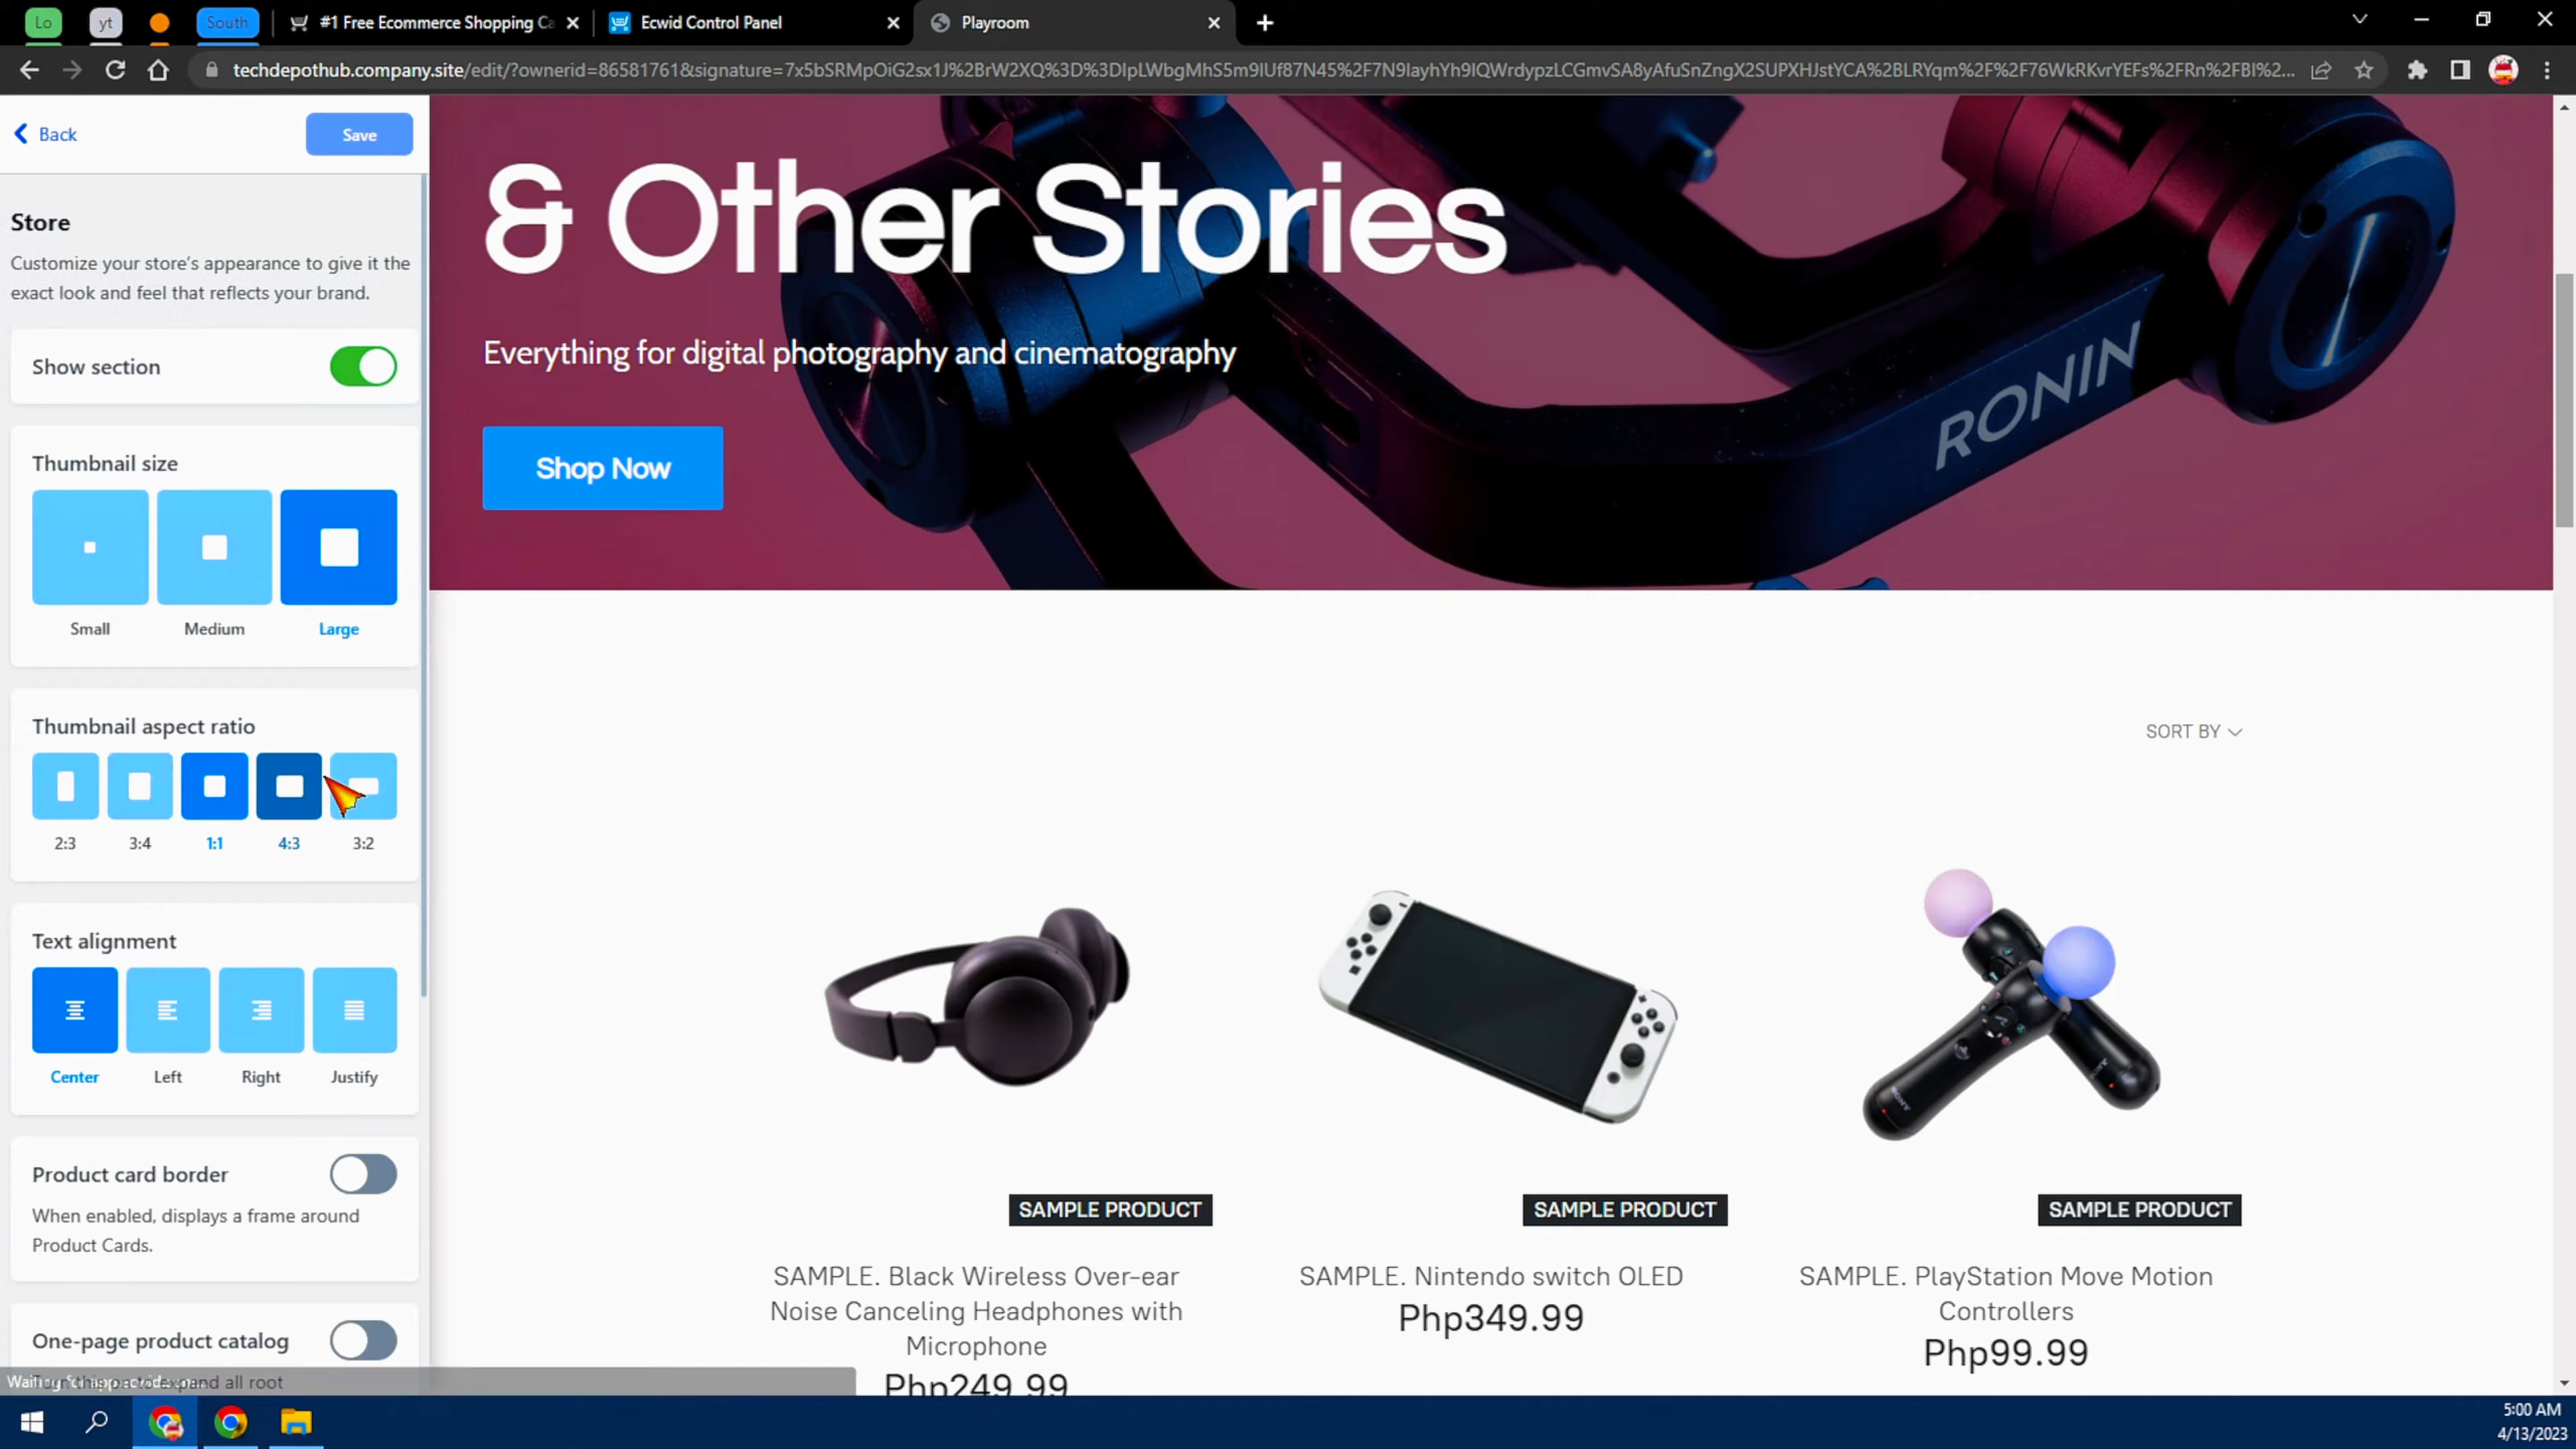 Lo
yt
South
#1 Free Ecommerce Shopping Ca
Ecwid Control Panel
Playroom
techdepothub.company.site/edit/?ownerid=86581761&signature=7x5bSRMpOiG2sx1J%2BrW2XQ%3D%3DIpLWbgMhS5m9lUf87N45%2F7N9IayhYh9IQWrdypzLCGmvSA8yAfuSnZngX2SUPXHJstYCA%2BLRYqm%2F%2F76WkRKvrYEFs%2FRn%2FBI%2...
Back
Save
Store
Customize your store's appearance to give it the
exact look and feel that reflects your brand.
Show section
Thumbnail size
Small
Medium
Large
Thumbnail aspect ratio
2:3
3:4
1:1
4:3
3:2
Text alignment
Center
Left
Right
Justify
Product card border
When enabled, displays a frame around
Product Cards.
One-page product catalog
expand all root
& Other Stories
Everything for digital photography and cinematography
Shop Now
RONIN
SORT BY
SONY
SAMPLE PRODUCT
SAMPLE PRODUCT
SAMPLE PRODUCT
SAMPLE. Black Wireless Over-ear
Noise Canceling Headphones with
Microphone
Php249.99
SAMPLE. Nintendo switch OLED
Php349.99
SAMPLE. PlayStation Move Motion
Controllers
Php99.99
5:00 AM
4/13/2023